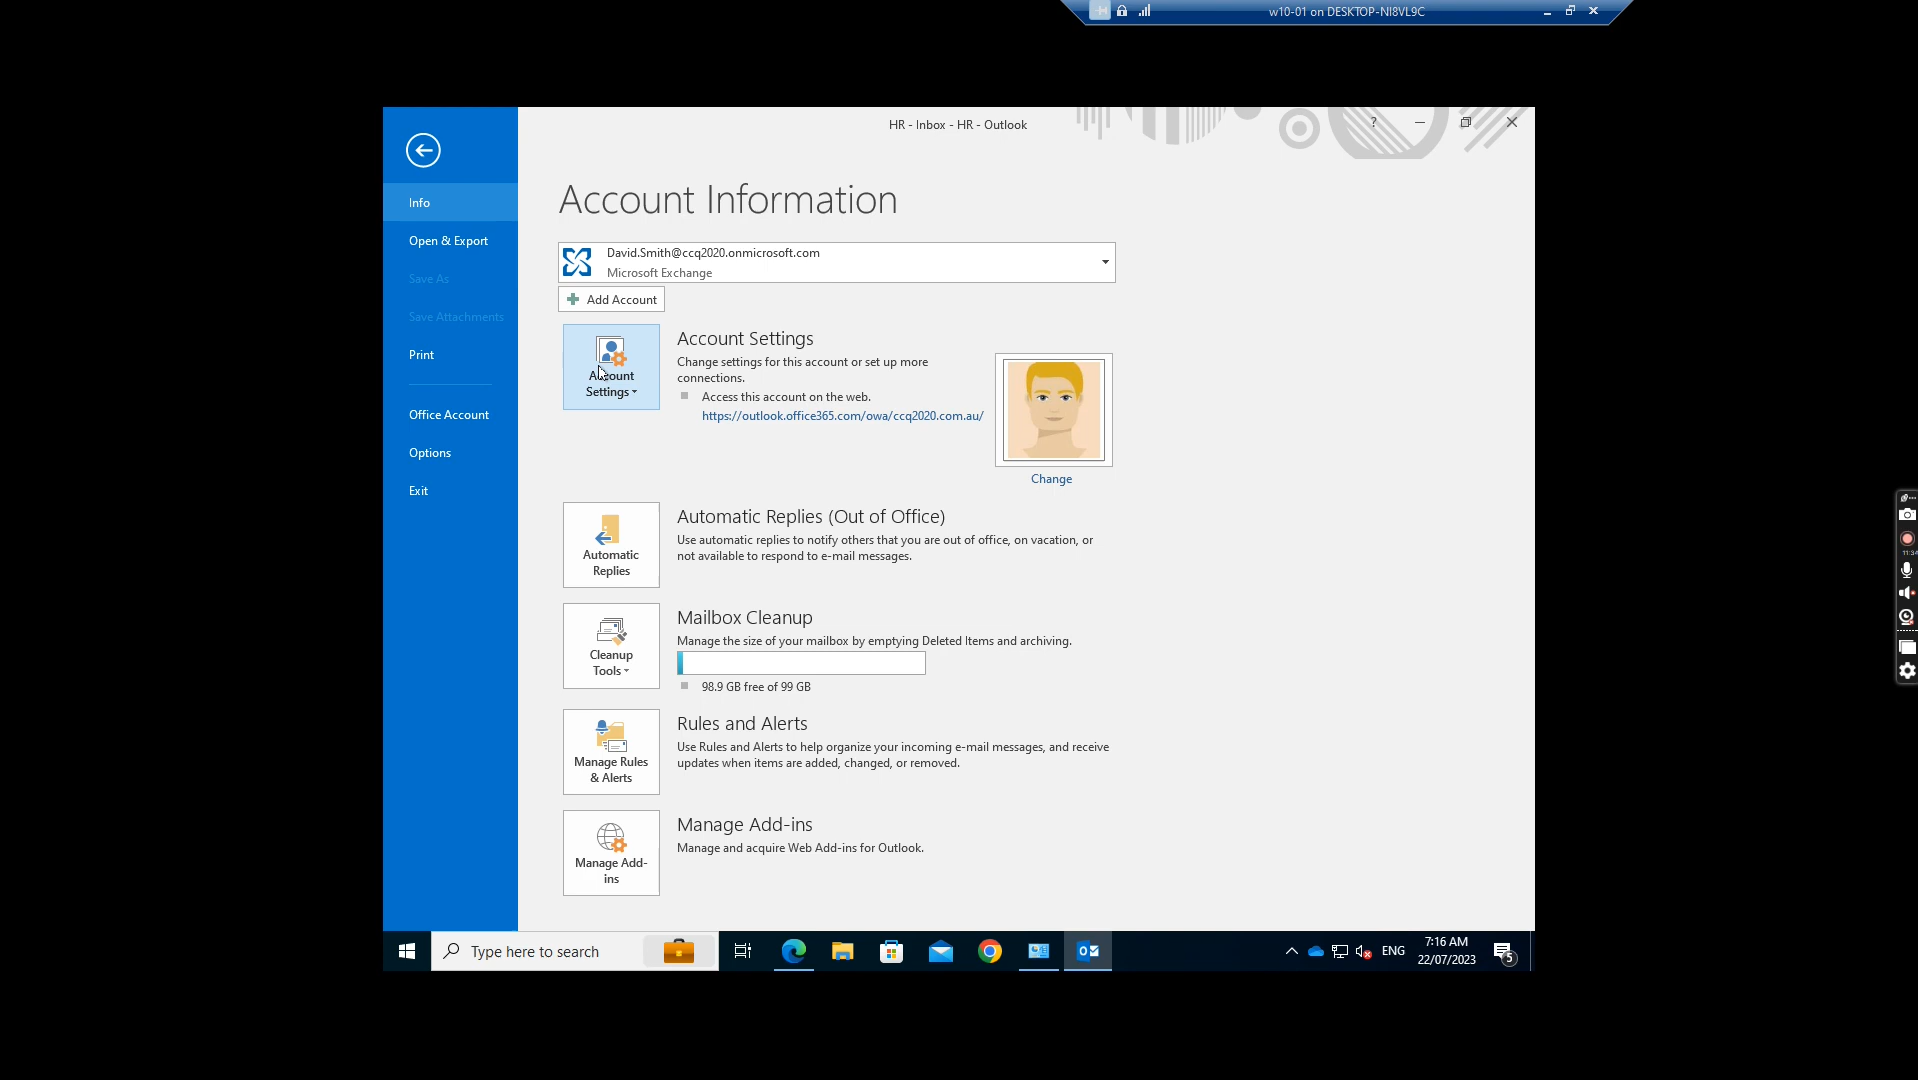 w10-01 on DESKTOP-NI8VL9C
HR - Inbox - HR - Outlook
?
Info
Open & Export
Save As
Save Attachments
Print
Office Account
Options
Exit
Account Information
David.Smith@ccq2020.onmicrosoft.com
Microsoft Exchange
Add Account
Account
Settings
Account Settings
Change settings for this account or set up more
connections.
Access this account on the web.
https://outlook.office365.com/owa/ccq2020.com.au/
Change
Automatic
Replies
Automatic Replies (Out of Office)
Use automatic replies to notify others that you are out of office, on vacation, or
not available to respond to e-mail messages.
Cleanup
Tools
Mailbox Cleanup
Manage the size of your mailbox by emptying Deleted Items and archiving.
98.9 GB free of 99 GB
Manage Rules
& Alerts
Rules and Alerts
Use Rules and Alerts to help organize your incoming e-mail messages, and receive
updates when items are added, changed, or removed.
Manage Add-
ins
Manage Add-ins
Manage and acquire Web Add-ins for Outlook.
Type here to search
ENG
7:16 AM
22/07/2023
5
11:34